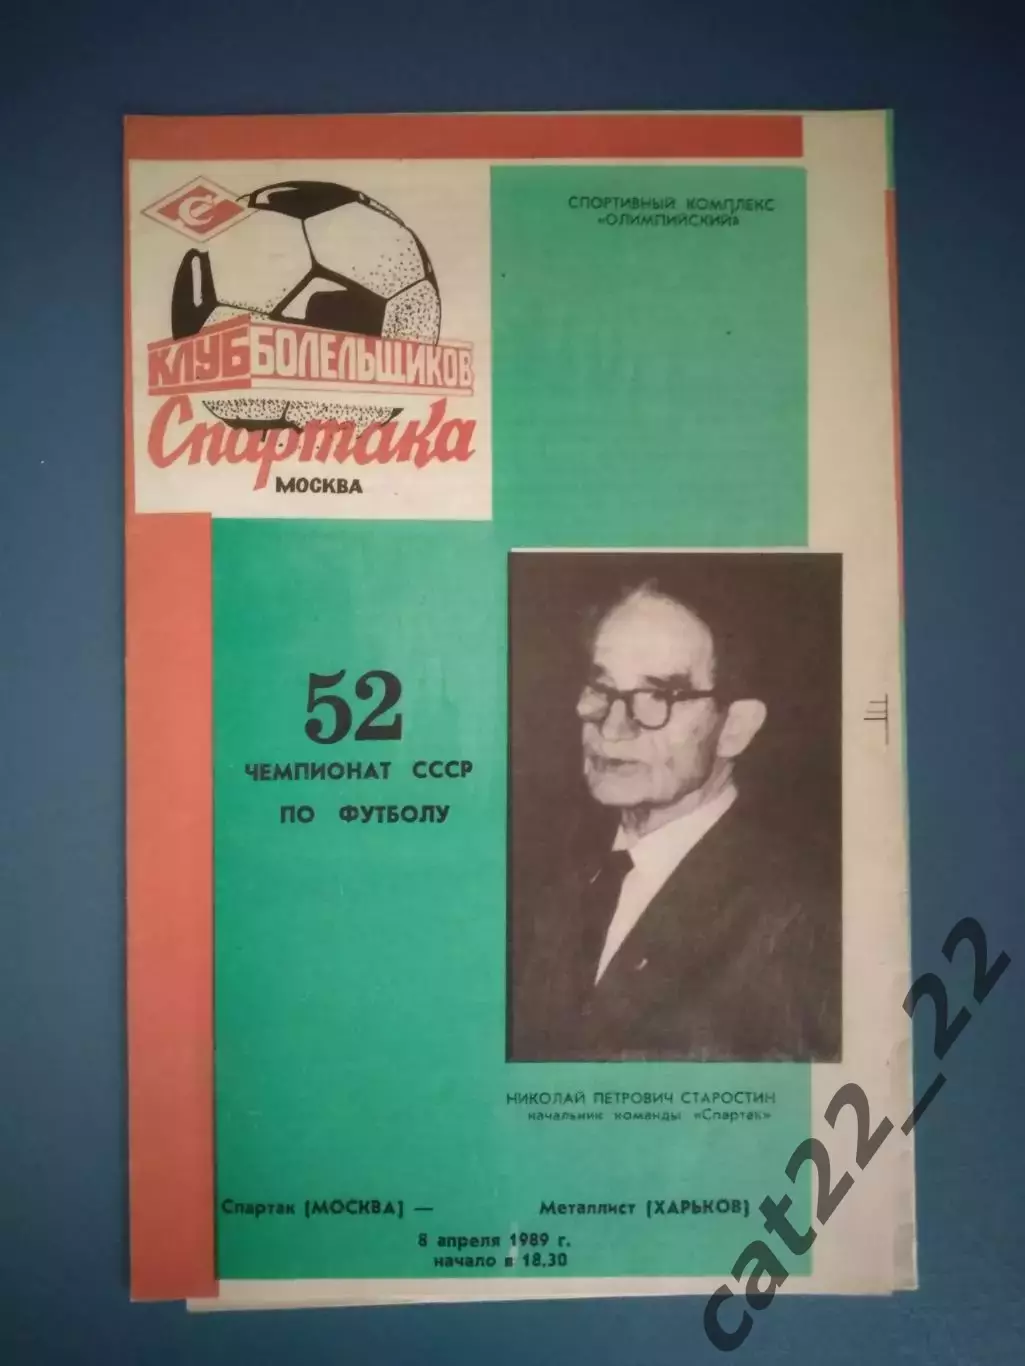 СПОРТИВНЫЙ КОМПЛЕКС
«ОЛИМПИЙСКИЙ»
С
КЛУБ БОЛЕЛЬЩИКОВ
Спартака
МОСКВА
52
ЧЕМПИОНАТ СССР
ПО ФУТБОЛУ
НИКОЛАЙ ПЕТРОВИЧ СТАРОСТИН
начальник команды «Спартак»
Спартак [МОСКВА] — Металлист [ХАРЬКОВ]
8 апреля 1989 г.
начало в 18.30
cat22_22